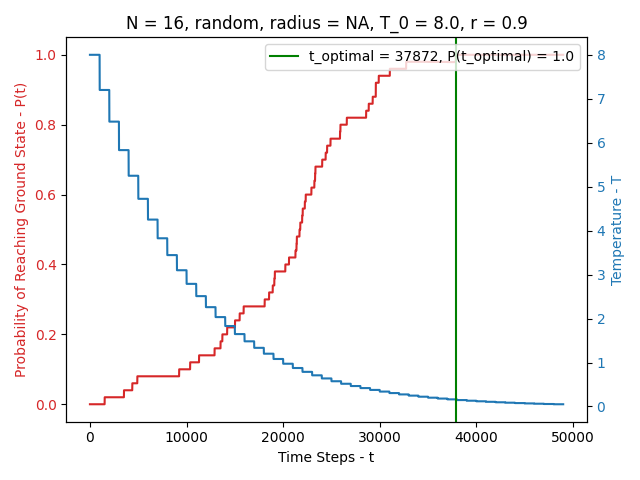 N = 16, random, radius = NA, T_0 = 8.0, r = 0.9
t_optimal = 37872, P(t_optimal) = 1.0
Probability of Reaching Ground State - P(t)
1.0
0.8
0.6
0.4
0.2
0.0
8
7
6
5
4
3
2
1
0
Temperature - T
0 10000 20000 30000 40000 50000
Time Steps - t